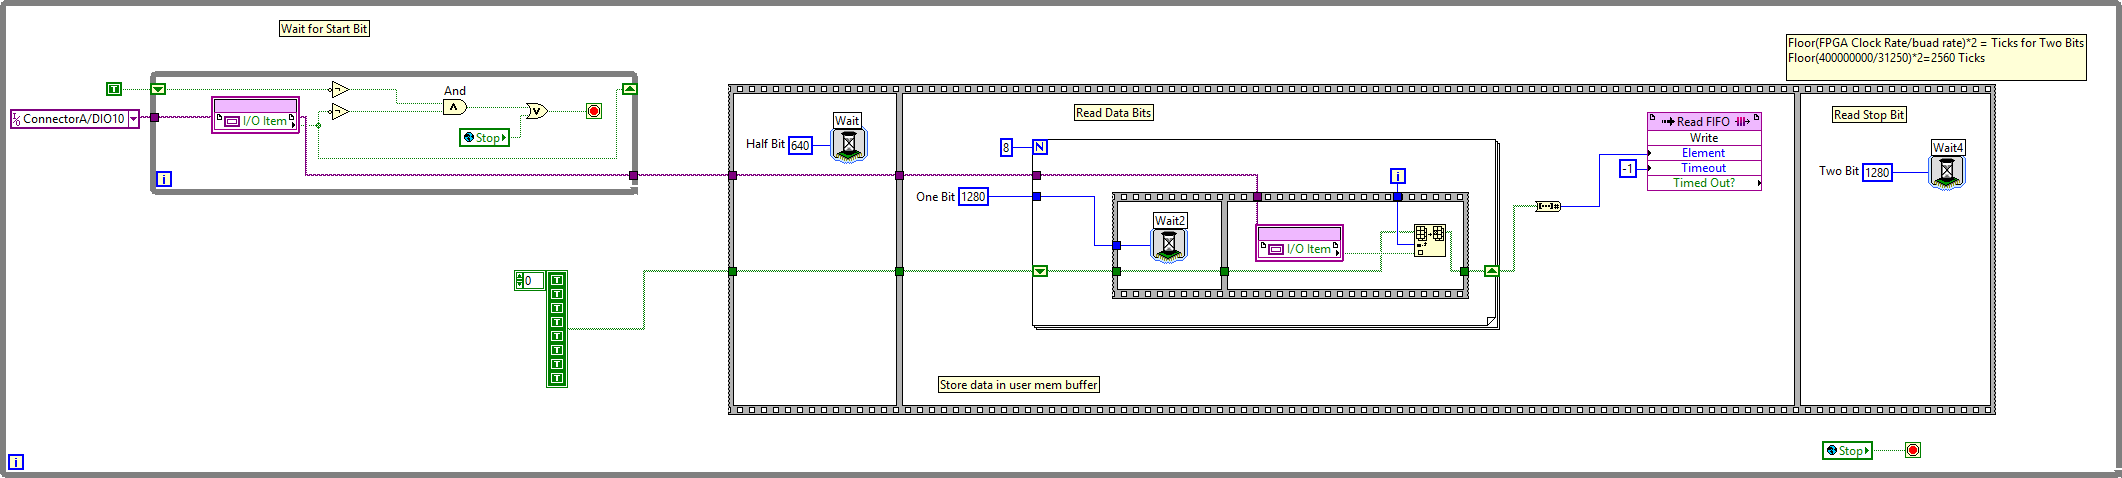 Wait for Start Bit
Floor(FPGA Clock Rate/buad rate)*2 = Ticks for Two Bits
Floor(400000000/31250)*2=2560 Ticks
T
I/O ConnectorA/DIO10
I/O Item
And
∧
V
Stop
i
Wait
Half Bit 640
Read Data Bits
8
N
One Bit 1280
Wait2
i
I/O Item
Read FIFO
Write
Element
-1
Timeout
Timed Out?
Read Stop Bit
Wait4
Two Bit 1280
0
T
T
T
T
T
T
T
T
Store data in user mem buffer
Stop
i